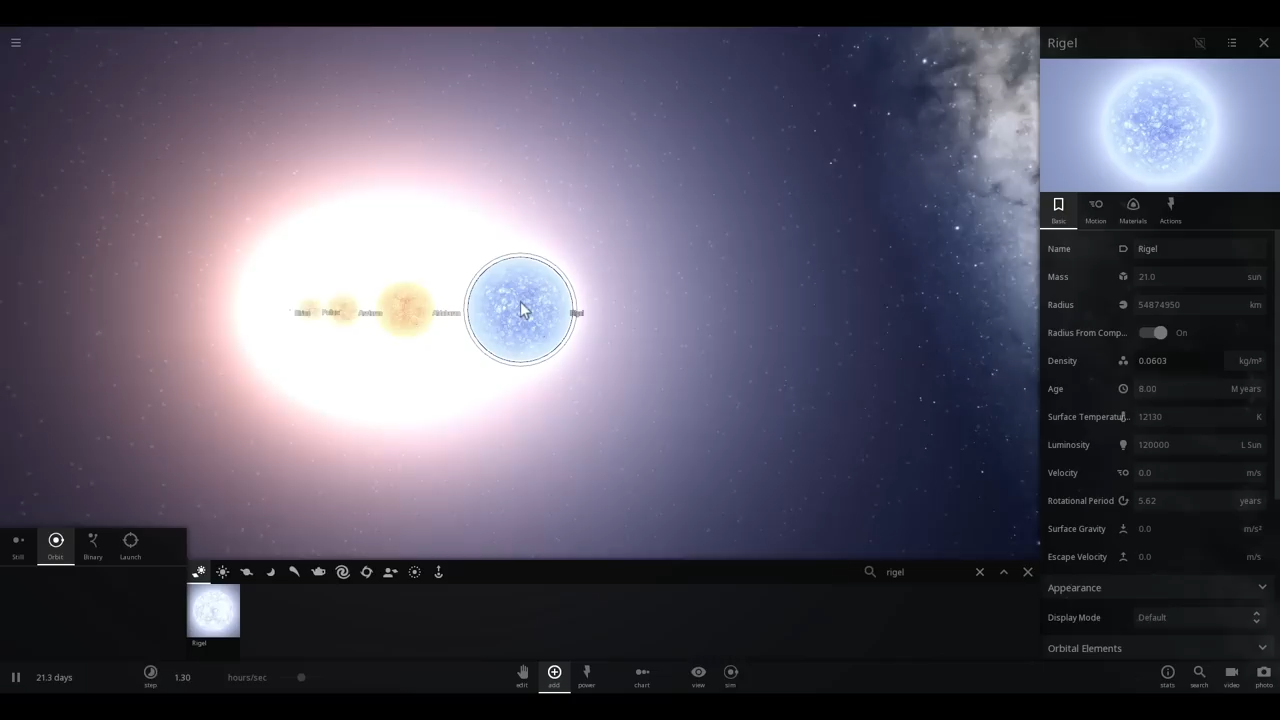 Rigel
Basic
Motion
Materials
Actions
Name Rigel
Mass 21.0 sun
Radius 54874950 km
Radius From Comp... On
Density 0.0603 kg/m³
Age 8.00 M years
Surface Temperatu... 12130 K
Luminosity 120000 L Sun
Velocity 0.0 m/s
Rotational Period 5.62 years
Surface Gravity 0.0 m/s²
Escape Velocity 0.0 m/s
Appearance
Display Mode Default
Orbital Elements
Sirius Pollux Arcturus Aldebaran Rigel
Still Orbit Binary Launch
rigel
Rigel
21.3 days
step
1.30 hours/sec
edit add power chart view sim
stats search video photo